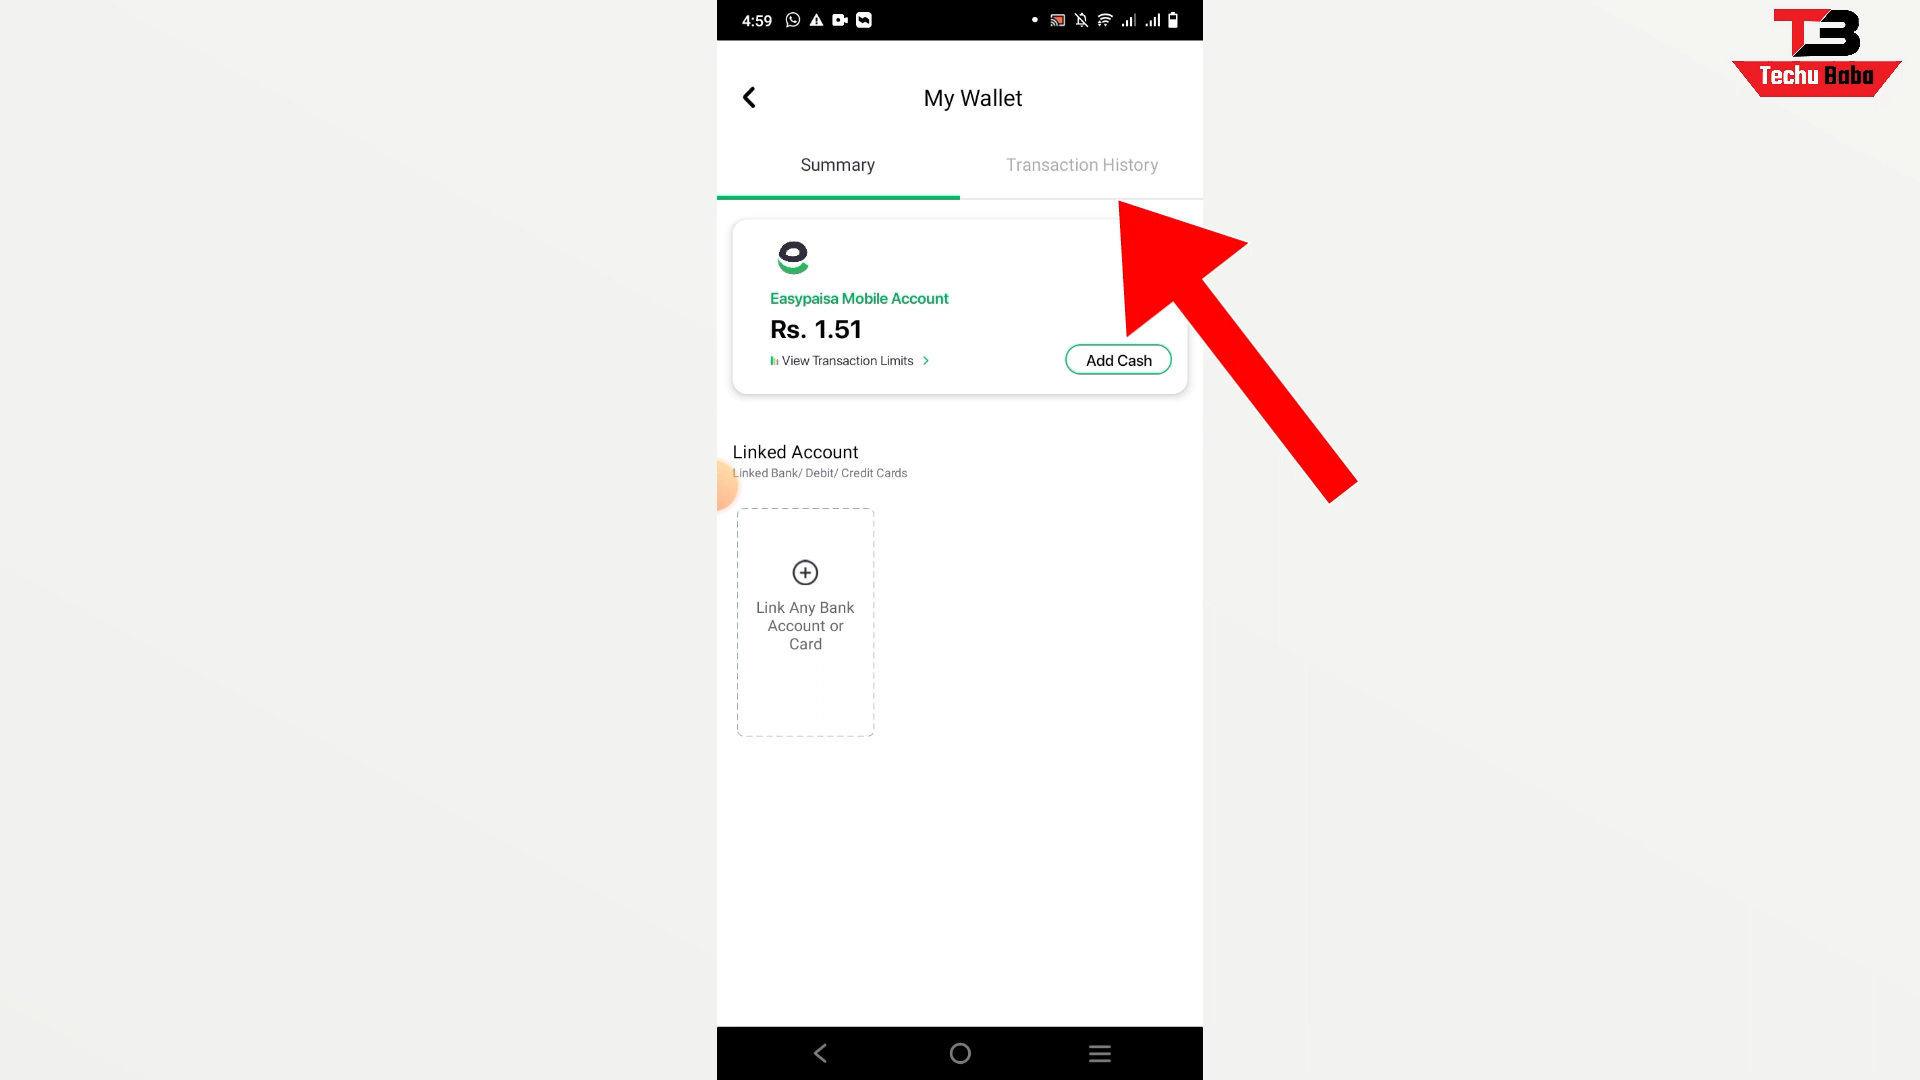 4:59
Techu Baba
My Wallet
Summary
Transaction History
Easypaisa Mobile Account
Rs. 1.51
View Transaction Limits
Add Cash
Linked Account
Linked Bank/ Debit/ Credit Cards
Link Any Bank
Account or
Card